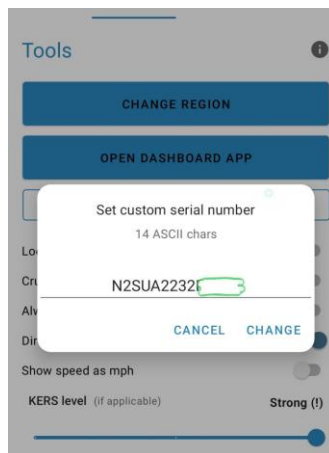 Tools
CHANGE REGION
OPEN DASHBOARD APP
Set custom serial number
14 ASCII chars
N2SUA2232
CANCEL CHANGE
Show speed as mph
KERS level (if applicable) Strong (!)